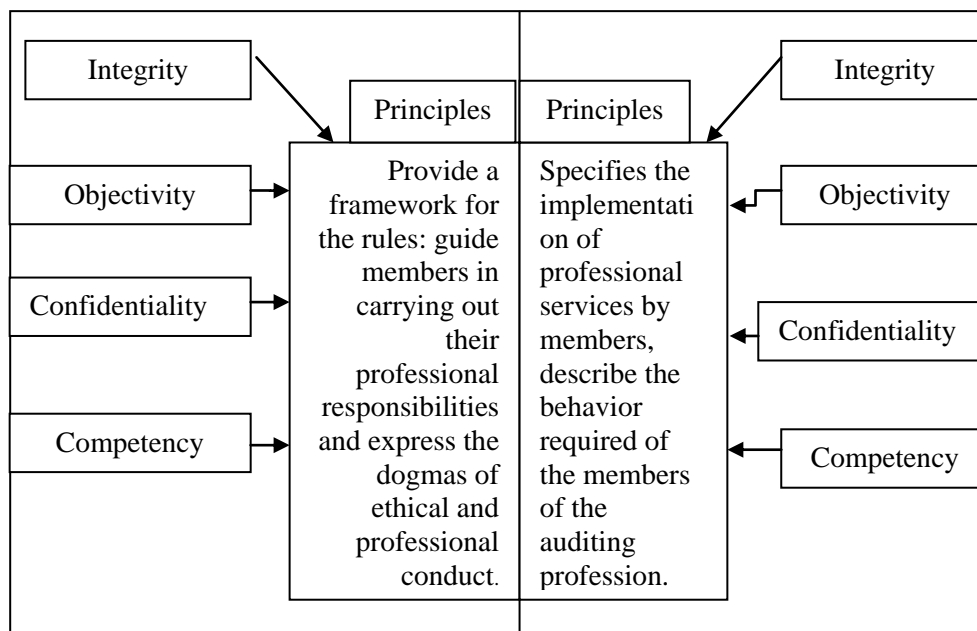 Integrity
Principles
Objectivity
Confidentiality
Competency
Provide a
framework for
the rules: guide
members in
carrying out
their
professional
responsibilities
and express the
dogmas of
ethical and
professional
conduct.
Principles
Integrity
Specifies the
implementati
on of
professional
services by
members,
describe the
behavior
required of
the members
of the
auditing
profession.
Objectivity
Confidentiality
Competency